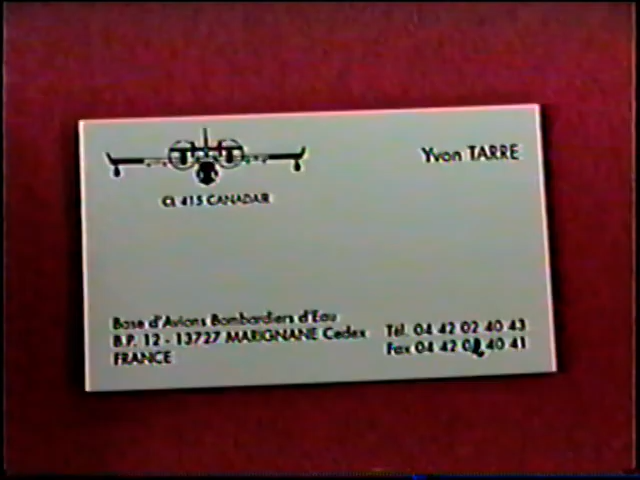 Yvon TARRE
CL 415 CANADAIR
Base d'Avions Bombardiers d'Eau
B.P. 12 - 13727 MARIGNANE Cedex
FRANCE
Tél. 04 42 02 40 43
Fax 04 42 02 40 41